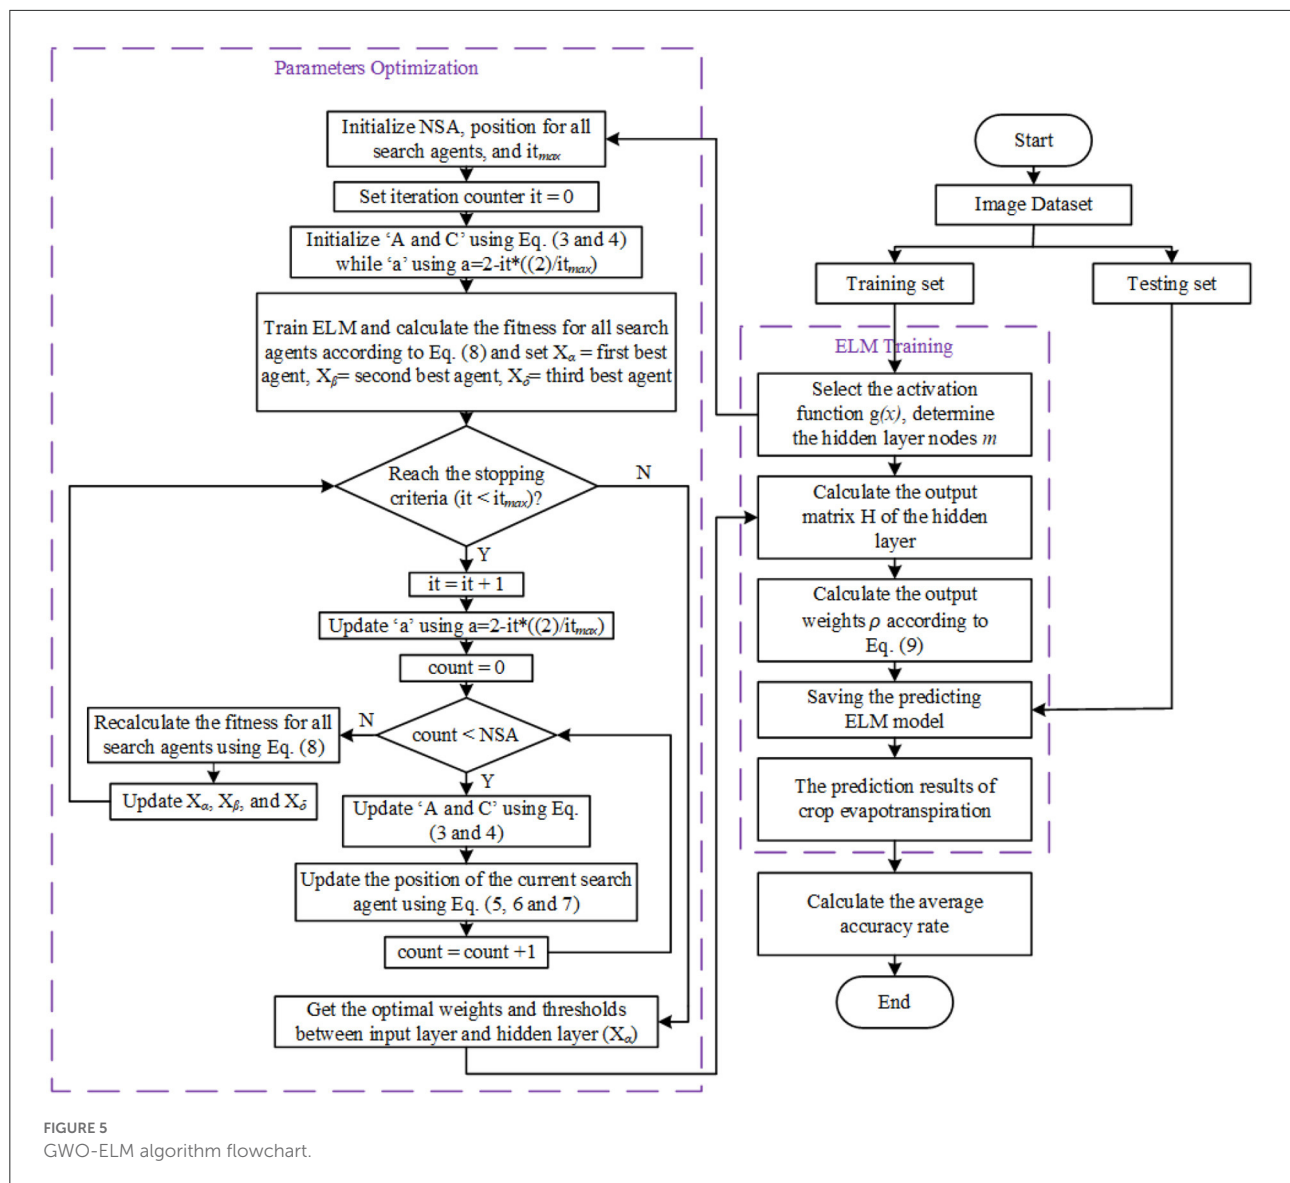 Parameters Optimization
Initialize NSA, position for all
search agents, and itmax
Set iteration counter it = 0
Initialize ‘A and C’ using Eq. (3 and 4)
while ‘a’ using a=2-it*((2)/itmax)
Train ELM and calculate the fitness for all search
agents according to Eq. (8) and set Xα = first best
agent, Xβ= second best agent, Xδ= third best agent
Reach the stopping
criteria (it < itmax)?
N
Y
it = it + 1
Update ‘a’ using a=2-it*((2)/itmax)
count = 0
count < NSA
N
Recalculate the fitness for all
search agents using Eq. (8)
Update Xα, Xβ, and Xδ
Y
Update ‘A and C’ using Eq.
(3 and 4)
Update the position of the current search
agent using Eq. (5, 6 and 7)
count = count +1
Get the optimal weights and thresholds
between input layer and hidden layer (Xα)
Start
Image Dataset
Training set
Testing set
ELM Training
Select the activation
function g(x), determine
the hidden layer nodes m
Calculate the output
matrix H of the hidden
layer
Calculate the output
weights ρ according to
Eq. (9)
Saving the predicting
ELM model
The prediction results of
crop evapotranspiration
Calculate the average
accuracy rate
End
FIGURE 5
GWO-ELM algorithm flowchart.